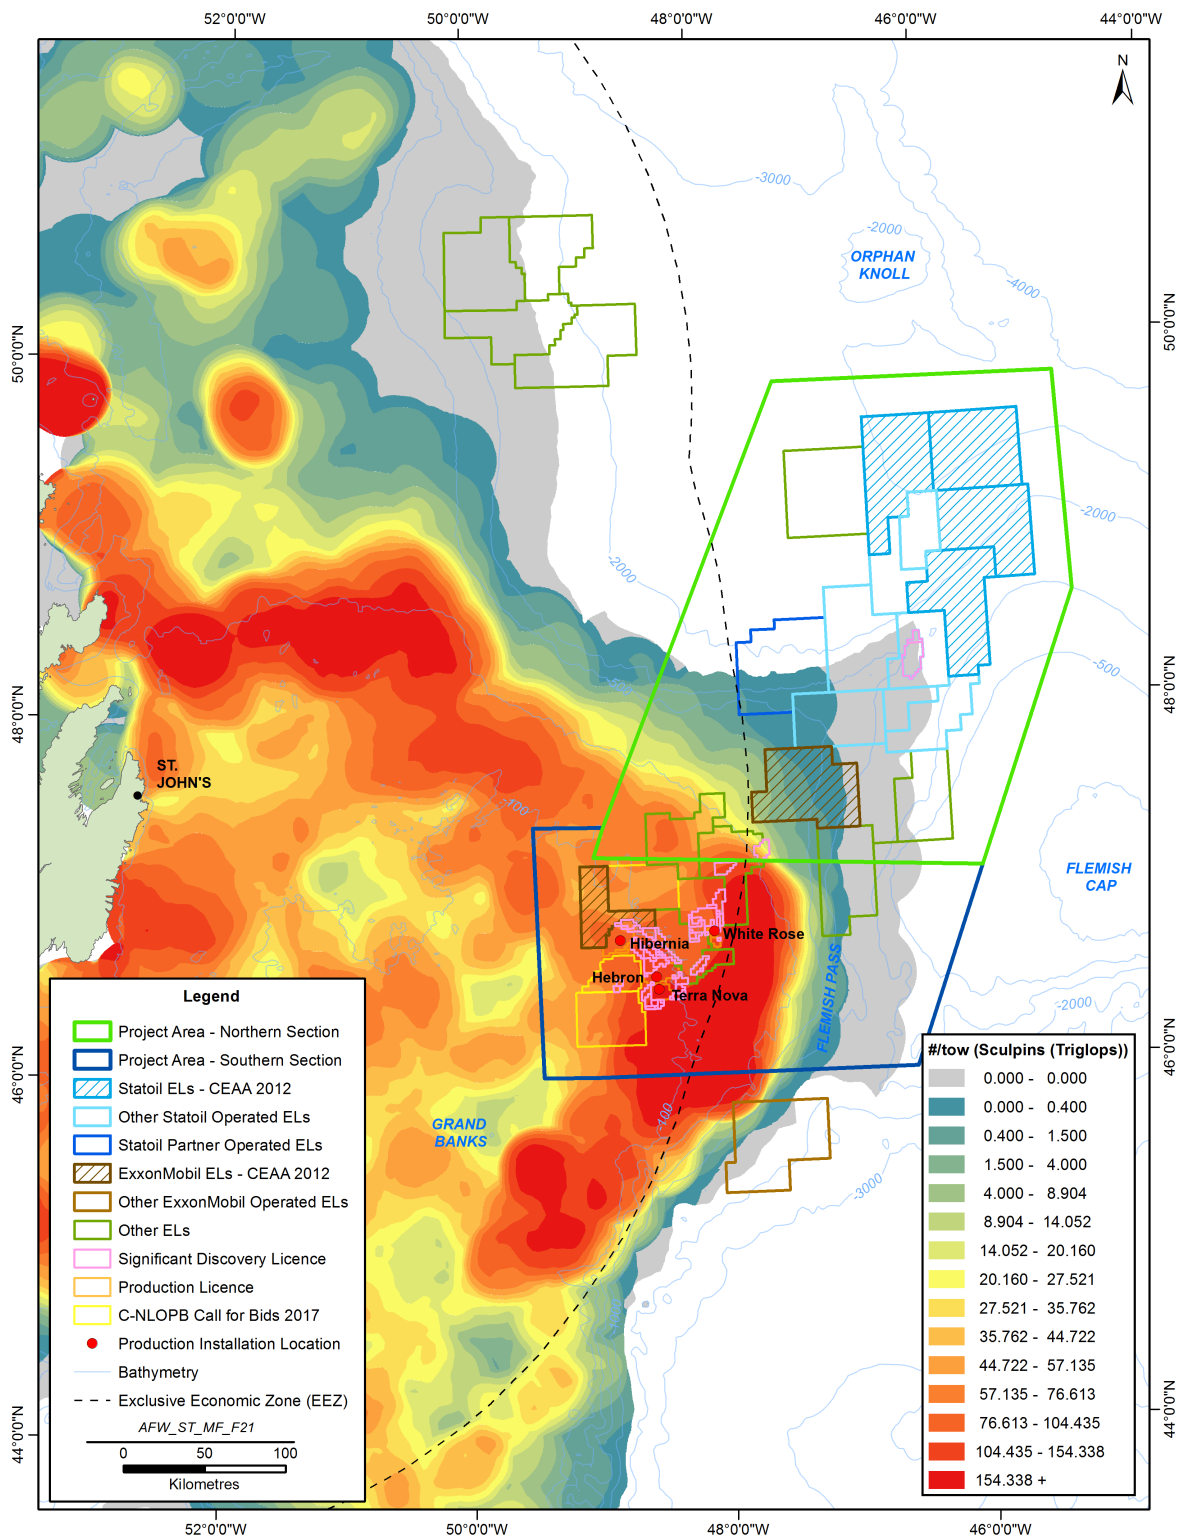 52°0'0"W 50°0'0"W 48°0'0"W 46°0'0"W 44°0'0"W
N
-3000
-2000
ORPHAN
KNOLL
-4000
50°0'0"N
50°0'0"N
-2000
-2000
-500
48°0'0"N
48°0'0"N
ST.
JOHN'S
-100
FLEMISH
CAP
White Rose
Hibernia
Hebron
Terra Nova
FLEMISH PASS
-2000
46°0'0"N
46°0'0"N
-100
GRAND
BANKS
-3000
44°0'0"N
44°0'0"N
Legend
Project Area - Northern Section
Project Area - Southern Section
Statoil ELs - CEAA 2012
Other Statoil Operated ELs
Statoil Partner Operated ELs
ExxonMobil ELs - CEAA 2012
Other ExxonMobil Operated ELs
Other ELs
Significant Discovery Licence
Production Licence
C-NLOPB Call for Bids 2017
Production Installation Location
Bathymetry
Exclusive Economic Zone (EEZ)
AFW_ST_MF_F21
0 50 100
Kilometres
#/tow (Sculpins (Triglops))
0.000 - 0.000
0.000 - 0.400
0.400 - 1.500
1.500 - 4.000
4.000 - 8.904
8.904 - 14.052
14.052 - 20.160
20.160 - 27.521
27.521 - 35.762
35.762 - 44.722
44.722 - 57.135
57.135 - 76.613
76.613 - 104.435
104.435 - 154.338
154.338 +
52°0'0"W 50°0'0"W 48°0'0"W 46°0'0"W